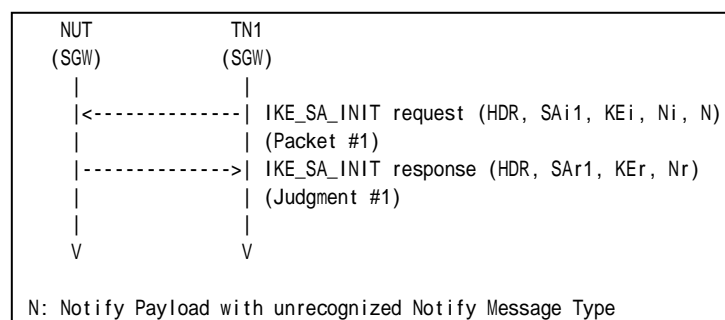 NUT TN1
(SGW) (SGW)
| |
|<--------------| IKE_SA_INIT request (HDR, SAi1, KEi, Ni, N)
| | (Packet #1)
|-------------->| IKE_SA_INIT response (HDR, SAr1, KEr, Nr)
| | (Judgment #1)
| |
V V
N: Notify Payload with unrecognized Notify Message Type